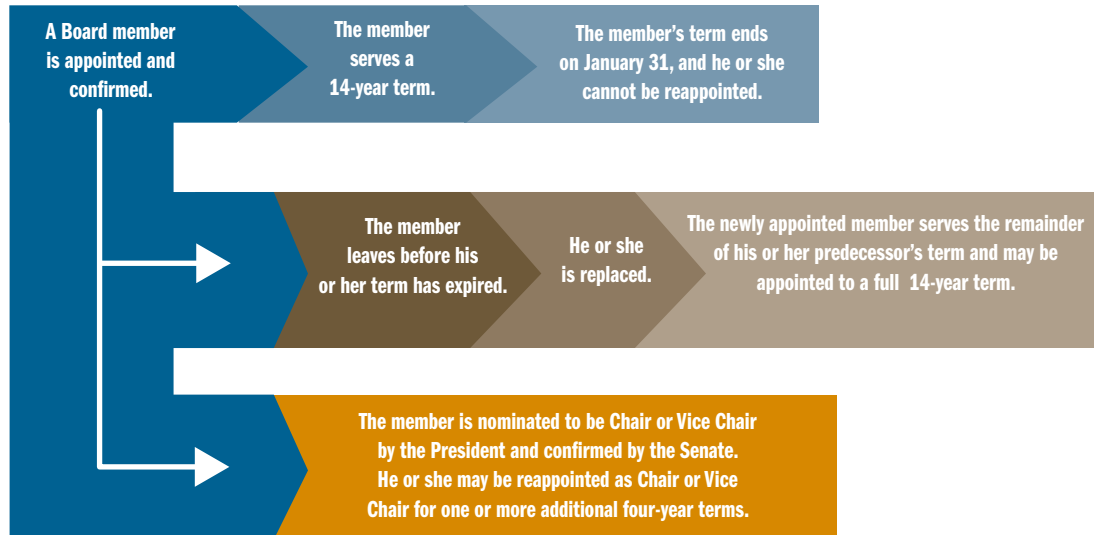 A Board member
is appointed and
confirmed.
The member
serves a
14-year term.
The member’s term ends
on January 31, and he or she
cannot be reappointed.
The member
leaves before his
or her term has expired.
He or she
is replaced.
The newly appointed member serves the remainder
of his or her predecessor’s term and may be
appointed to a full 14-year term.
The member is nominated to be Chair or Vice Chair
by the President and confirmed by the Senate.
He or she may be reappointed as Chair or Vice
Chair for one or more additional four-year terms.